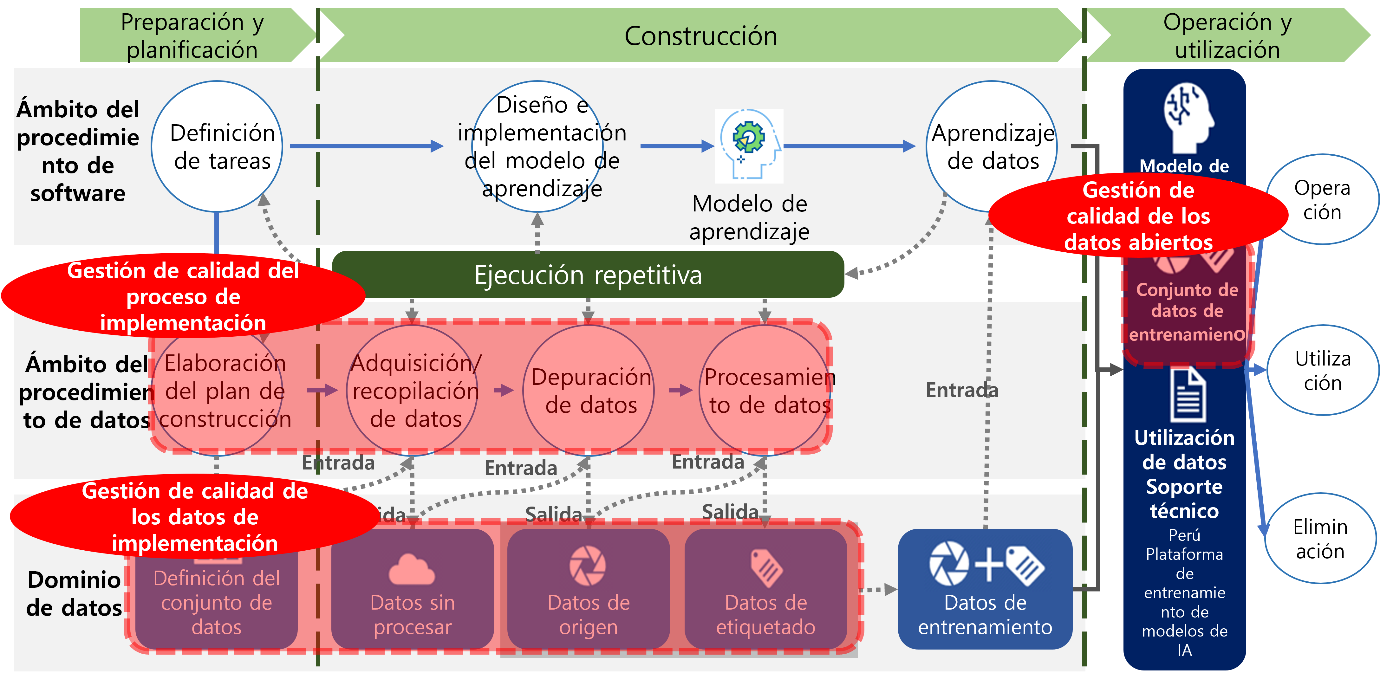 Preparación y
planificación
Construcción
Operación y
utilización
Ámbito del
procedimie
nto de
software
Definición
de tareas
Diseño e
implementación
del modelo de
aprendizaje
Modelo de
aprendizaje
Aprendizaje
de datos
Modelo de
Gestión de
calidad de los
datos abiertos
Opera
ción
Gestión de calidad del
proceso de
implementación
Ejecución repetitiva
Conjunto de
datos de
entrenamienO
Ámbito del
procedimien
to de datos
Elaboración
del plan de
construcción
Adquisición/
recopilación
de datos
Depuración
de datos
Procesamien
to de datos
Entrada
Utiliza
ción
Entrada
Entrada
Entrada
Utilización
de datos
Soporte
técnico
Perú
Plataforma
de
entrenamie
nto de
modelos de
IA
Gestión de calidad de
los datos de
implementación
ida
Salida
Salida
Elimin
ación
Dominio
de datos
Definición del
conjunto de
datos
Datos sin
procesar
Datos de
origen
Datos de
etiquetado
Datos de
entrenamiento